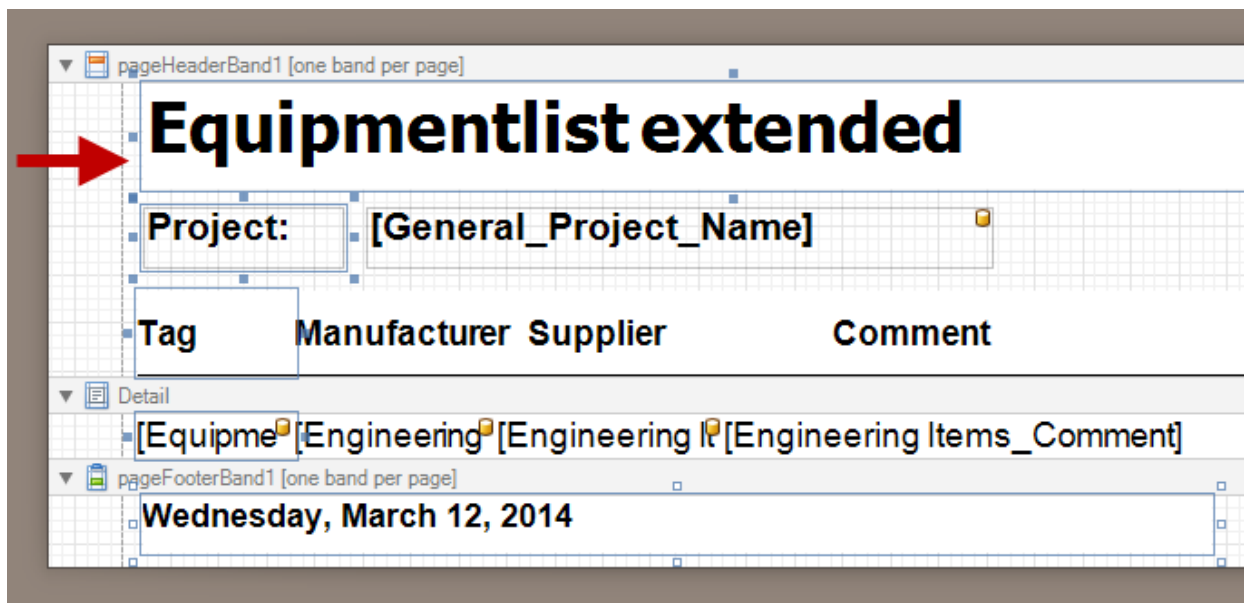 pageHeaderBand1 [one band per page]
Equipmentlist extended
Project: [General_Project_Name]
Tag Manufacturer Supplier Comment
Detail
[Equipme [Engineering [Engineering It [Engineering Items_Comment]
pageFooterBand1 [one band per page]
Wednesday, March 12, 2014